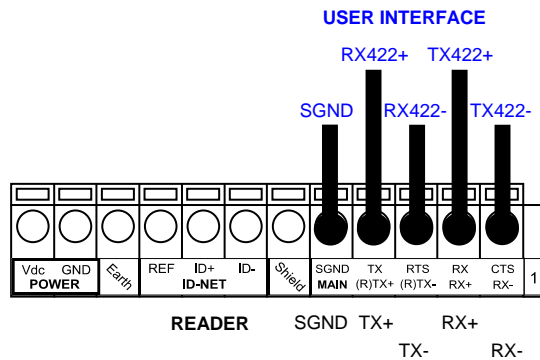 USER INTERFACE
RX422+ TX422+
SGND RX422- TX422-
Vdc GND Earth REF ID+ ID- Shield SGND TX RTS RX CTS 1
POWER ID-NET MAIN (R)TX+ (R)TX- RX+ RX-
READER SGND TX+ RX+
TX- RX-